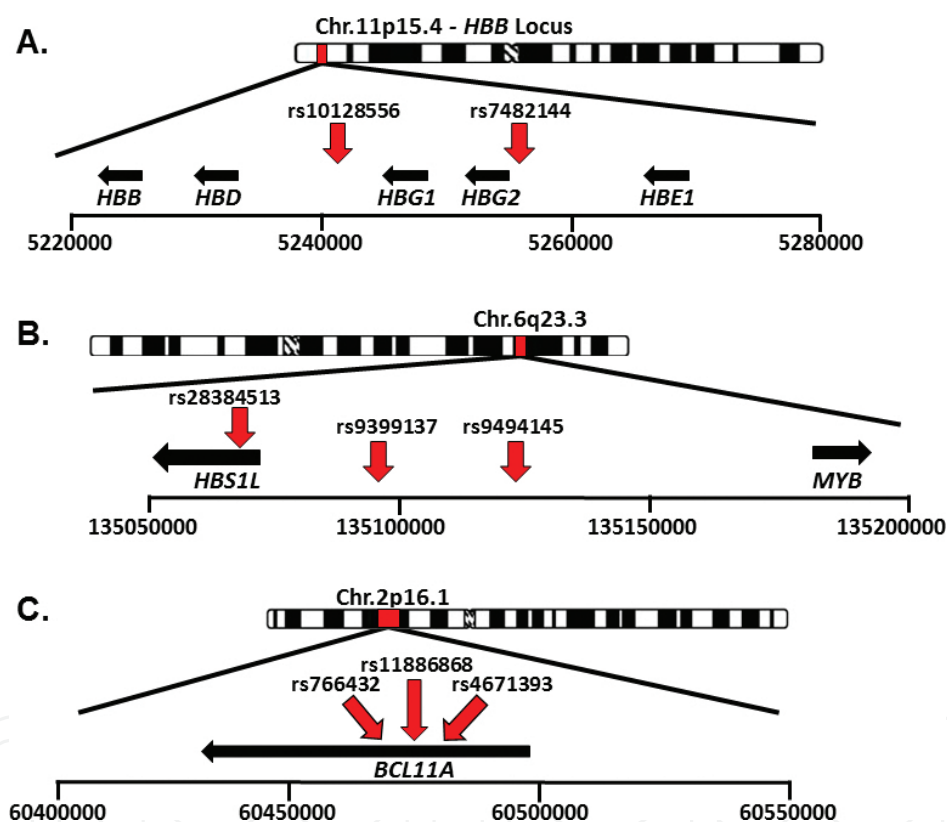 A.
Chr.11p15.4 - HBB Locus
rs10128556 rs7482144
HBB HBD HBG1 HBG2 HBE1
5220000 5240000 5260000 5280000
B.
Chr.6q23.3
rs28384513
rs9399137 rs9494145
HBS1L MYB
135050000 135100000 135150000 135200000
C.
Chr.2p16.1
rs11886868
rs766432 rs4671393
BCL11A
60400000 60450000 60500000 60550000